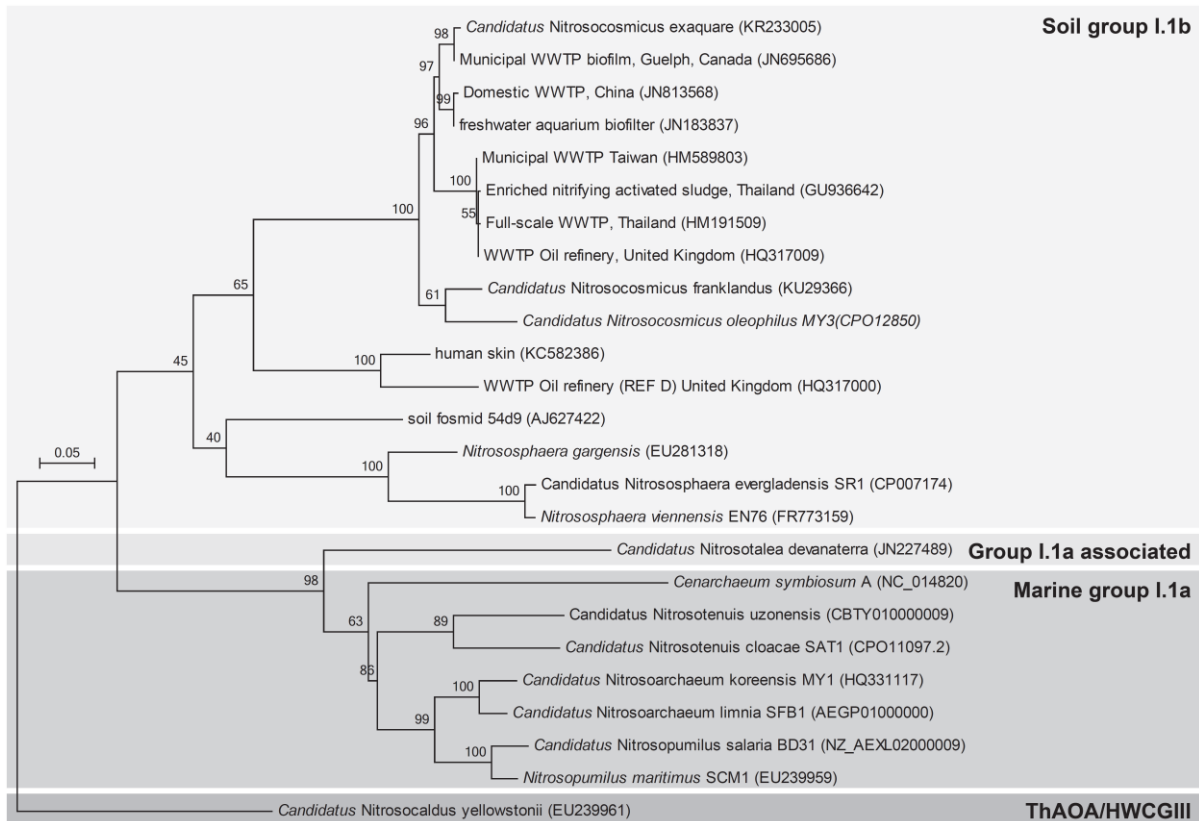 Soil group I.1b
Candidatus Nitrosocosmicus exaquare (KR233005)
98
Municipal WWTP biofilm, Guelph, Canada (JN695686)
97
Domestic WWTP, China (JN813568)
99
freshwater aquarium biofilter (JN183837)
96
Municipal WWTP Taiwan (HM589803)
100
Enriched nitrifying activated sludge, Thailand (GU936642)
55
Full-scale WWTP, Thailand (HM191509)
100
WWTP Oil refinery, United Kingdom (HQ317009)
Candidatus Nitrosocosmicus franklandus (KU29366)
65
61
Candidatus Nitrosocosmicus oleophilus MY3(CPO12850)
human skin (KC582386)
45
100
WWTP Oil refinery (REF D) United Kingdom (HQ317000)
soil fosmid 54d9 (AJ627422)
40
0.05
Nitrososphaera gargensis (EU281318)
100
Candidatus Nitrososphaera evergladensis SR1 (CP007174)
100
Nitrososphaera viennensis EN76 (FR773159)
Candidatus Nitrosotalea devanaterra (JN227489)
Group I.1a associated
98
Cenarchaeum symbiosum A (NC_014820)
Marine group I.1a
Candidatus Nitrosotenuis uzonensis (CBTY010000009)
63
89
Candidatus Nitrosotenuis cloacae SAT1 (CPO11097.2)
86
Candidatus Nitrosoarchaeum koreensis MY1 (HQ331117)
100
Candidatus Nitrosoarchaeum limnia SFB1 (AEGP01000000)
99
Candidatus Nitrosopumilus salaria BD31 (NZ_AEXL02000009)
100
Nitrosopumilus maritimus SCM1 (EU239959)
Candidatus Nitrosocaldus yellowstonii (EU239961)
ThAOA/HWCGIII